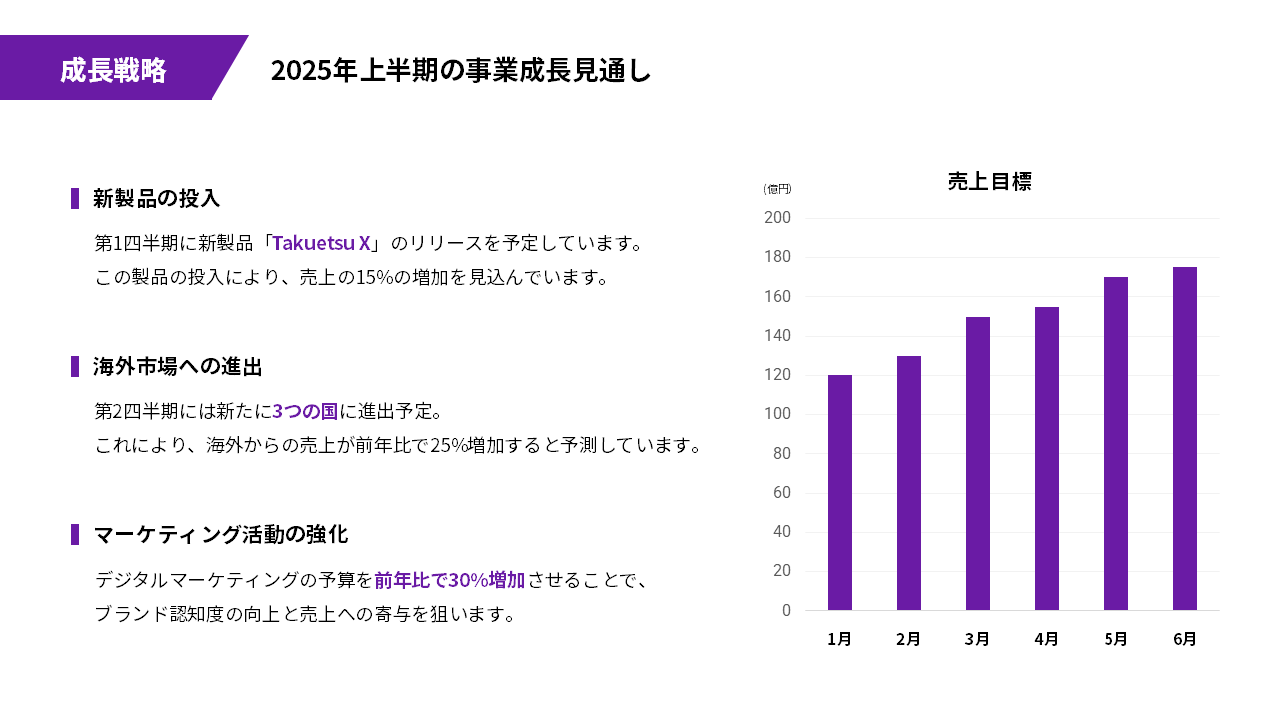 成長戦略
2025年上半期の事業成長見通し
新製品の投入
第1四半期に新製品「Takuetsu X」のリリースを予定しています。
この製品の投入により、売上の15%の増加を見込んでいます。
海外市場への進出
第2四半期には新たに3つの国に進出予定。
これにより、海外からの売上が前年比で25%増加すると予測しています。
マーケティング活動の強化
デジタルマーケティングの予算を前年比で30%増加させることで、
ブランド認知度の向上と売上への寄与を狙います。
売上目標
(億円)
200
180
160
140
120
100
80
60
40
20
0
1月 2月 3月 4月 5月 6月